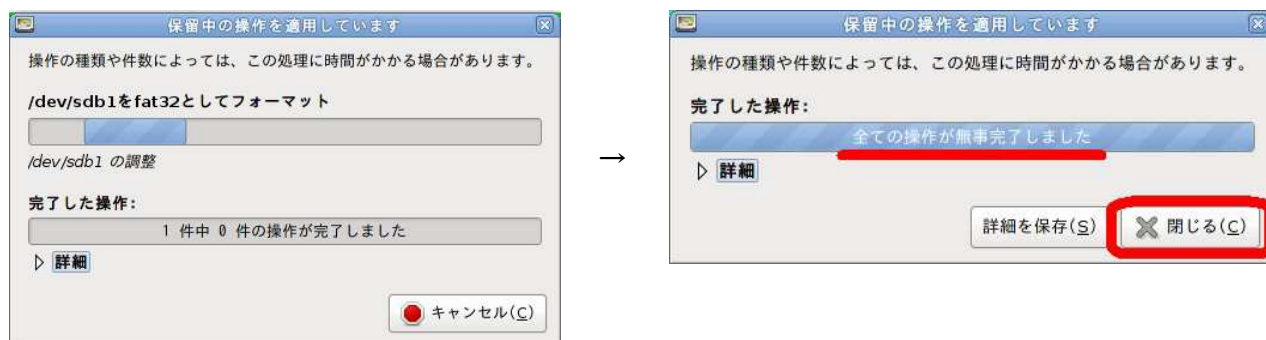 保留中の操作を適用しています
操作の種類や件数によっては、この処理に時間がかかる場合があります。
/dev/sdb1をfat32としてフォーマット
/dev/sdb1 の調整
完了した操作:
1 件中 0 件の操作が完了しました
▷ 詳細
キャンセル(C)
→
保留中の操作を適用しています
操作の種類や件数によっては、この処理に時間がかかる場合があります。
完了した操作:
全ての操作が無事完了しました
▷ 詳細
詳細を保存(S)
閉じる(C)